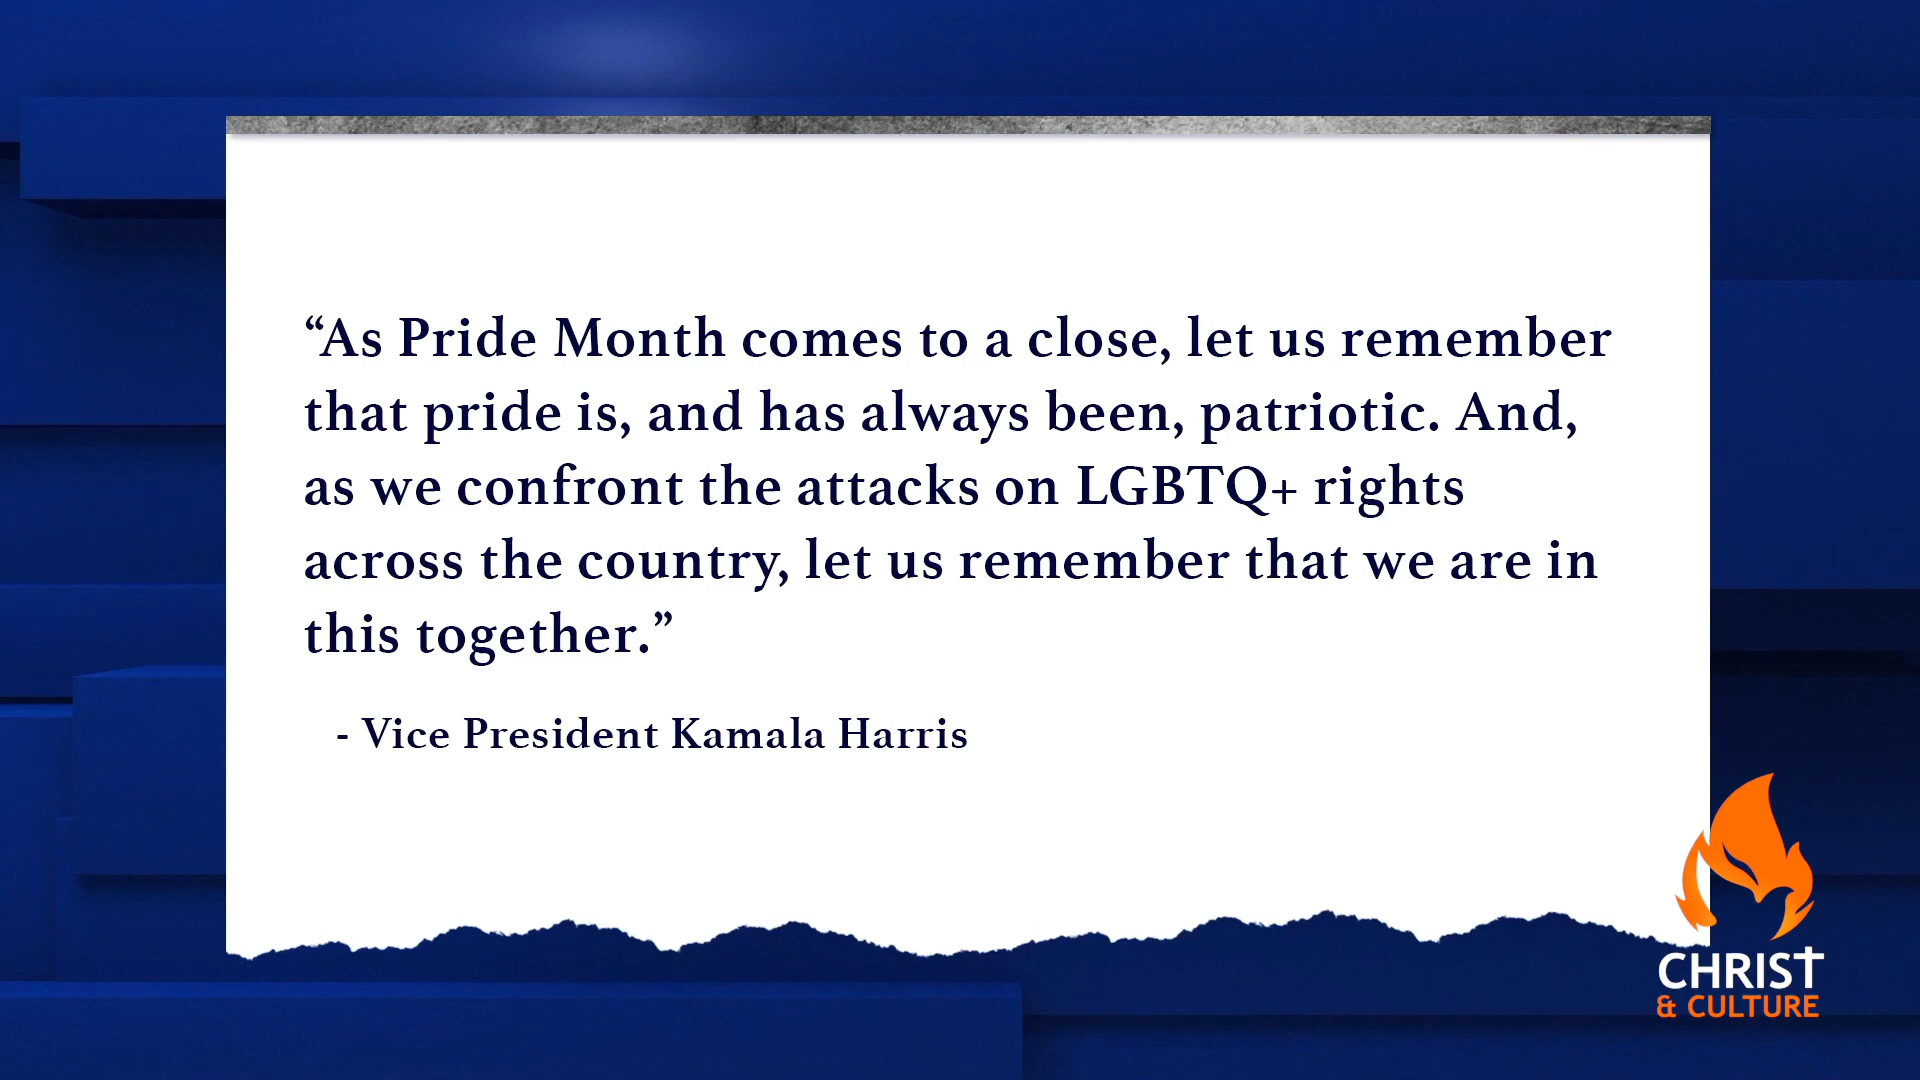 “As Pride Month comes to a close, let us remember
that pride is, and has always been, patriotic. And,
as we confront the attacks on LGBTQ+ rights
across the country, let us remember that we are in
this together.”
- Vice President Kamala Harris
CHRIST
& CULTURE